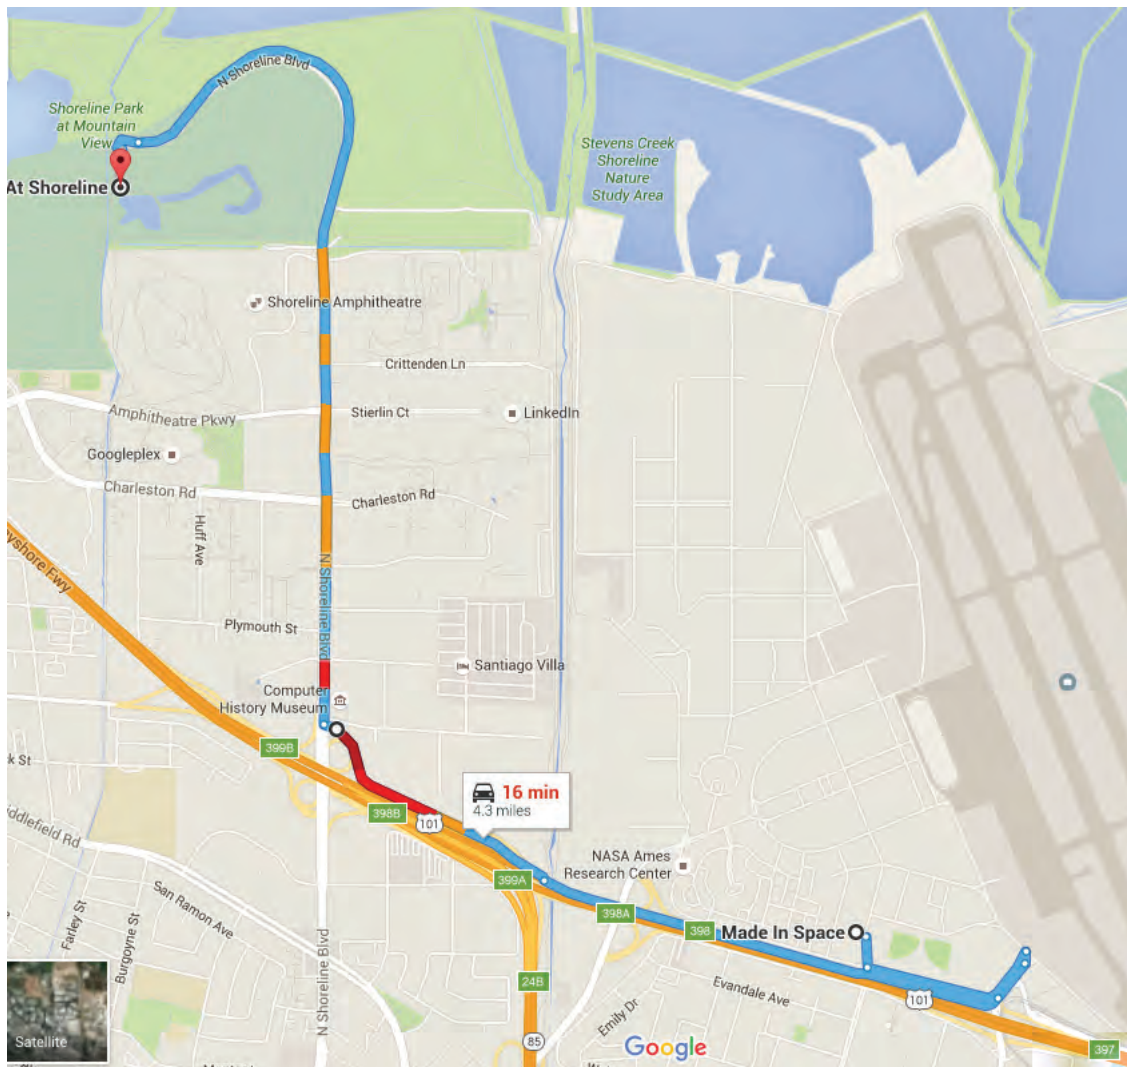 N Shoreline Blvd
Shoreline Park
at Mountain
View
At Shoreline
Stevens Creek
Shoreline
Nature
Study Area
Shoreline Amphitheatre
Crittenden Ln
Amphitheatre Pkwy
Stierlin Ct
LinkedIn
Googleplex
Charleston Rd
Charleston Rd
Huff Ave
yshore Fwy
N Shoreline Blvd
Plymouth St
Santiago Villa
Computer
History Museum
399B
ck St
16 min
4.3 miles
398B
101
iddlefield Rd
NASA Ames
Research Center
399A
San Ramon Ave
Farley St
Burgoyne St
398A
398
Made In Space
N Shoreline Blvd
24B
Evandale Ave
101
Emily Dr
Satellite
85
Google
397